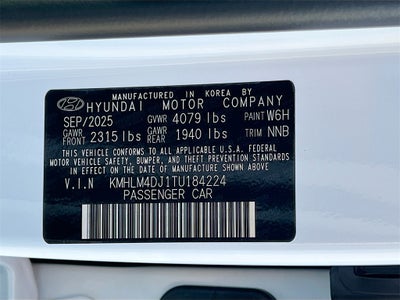 MANUFACTURED IN KOREA BY
HYUNDAI MOTOR COMPANY
SEP/2025 GVWR 4079 lbs PAINT W6H
GAWR FRONT 2315 lbs GAWR REAR 1940 lbs TRIM NNB
THIS VEHICLE CONFORMS TO ALL APPLICABLE U.S.A FEDERAL
MOTOR VEHICLE SAFETY, BUMPER, AND THEFT PREVENTION STANDARDS
IN EFFECT ON THE DATE OF MANUFACTURE SHOWN ABOVE.
V.I.N KMHLM4DJ1TU184224
PASSENGER CAR